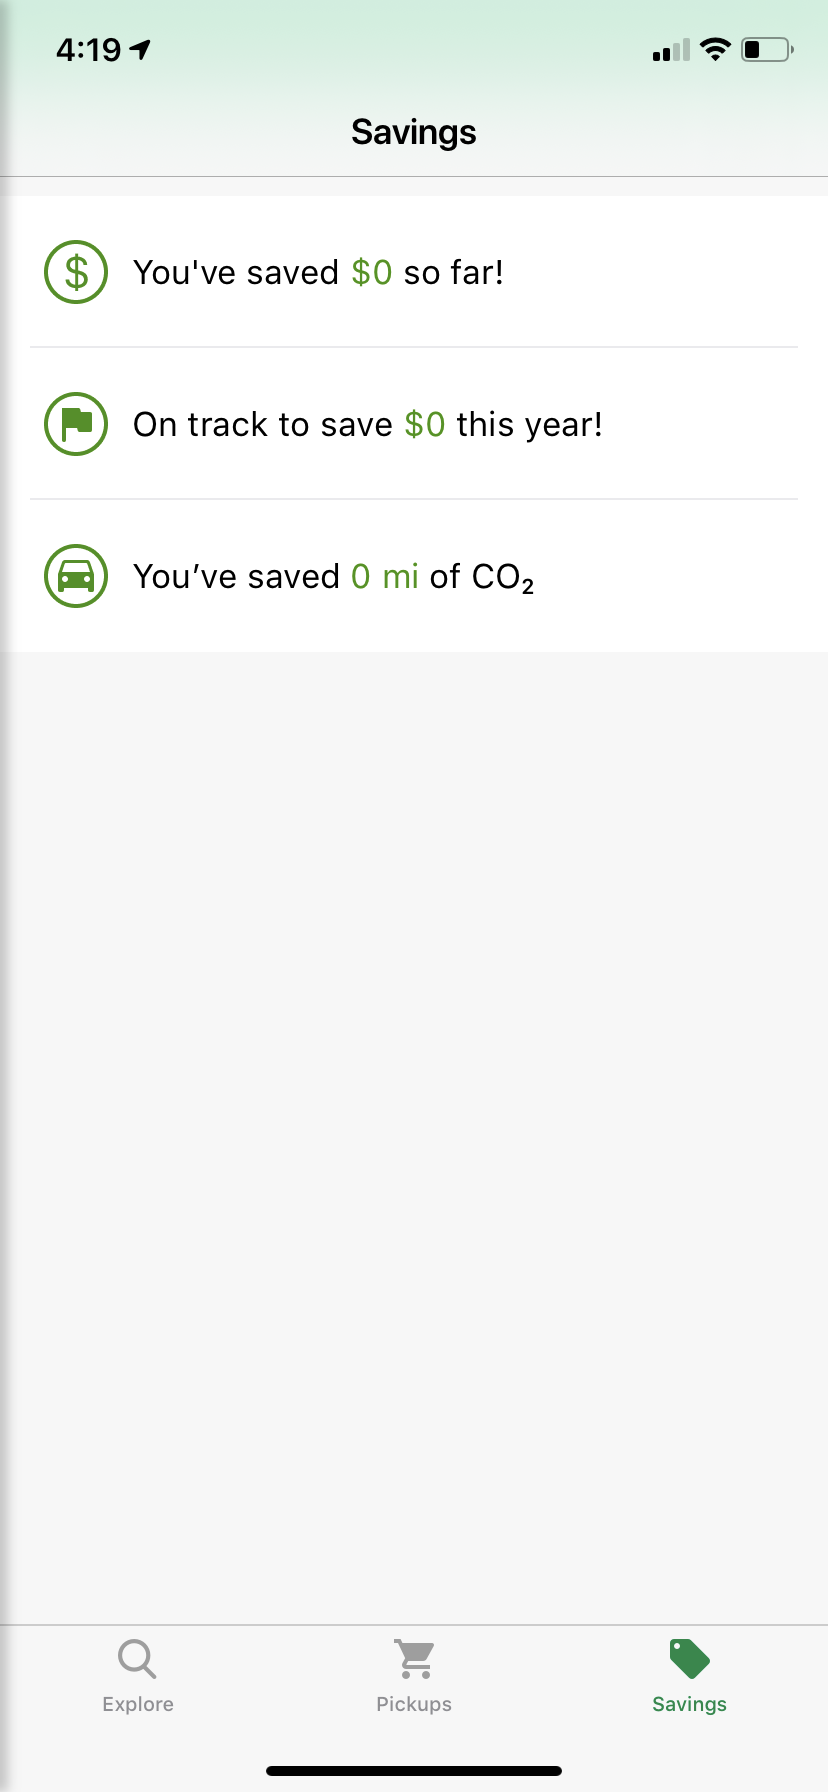 4:19
Savings
You've saved $0 so far!
On track to save $0 this year!
You’ve saved 0 mi of CO₂
Explore
Pickups
Savings